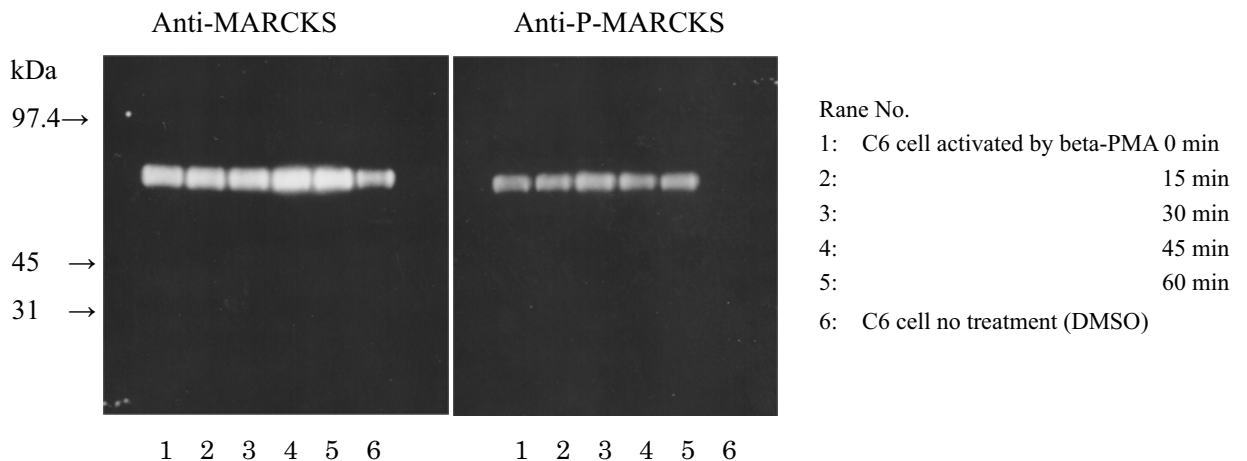 Anti-MARCKS
Anti-P-MARCKS
kDa
97.4→
45 →
31 →
1 2 3 4 5 6
1 2 3 4 5 6
Rane No.
1: C6 cell activated by beta-PMA 0 min
2: 15 min
3: 30 min
4: 45 min
5: 60 min
6: C6 cell no treatment (DMSO)